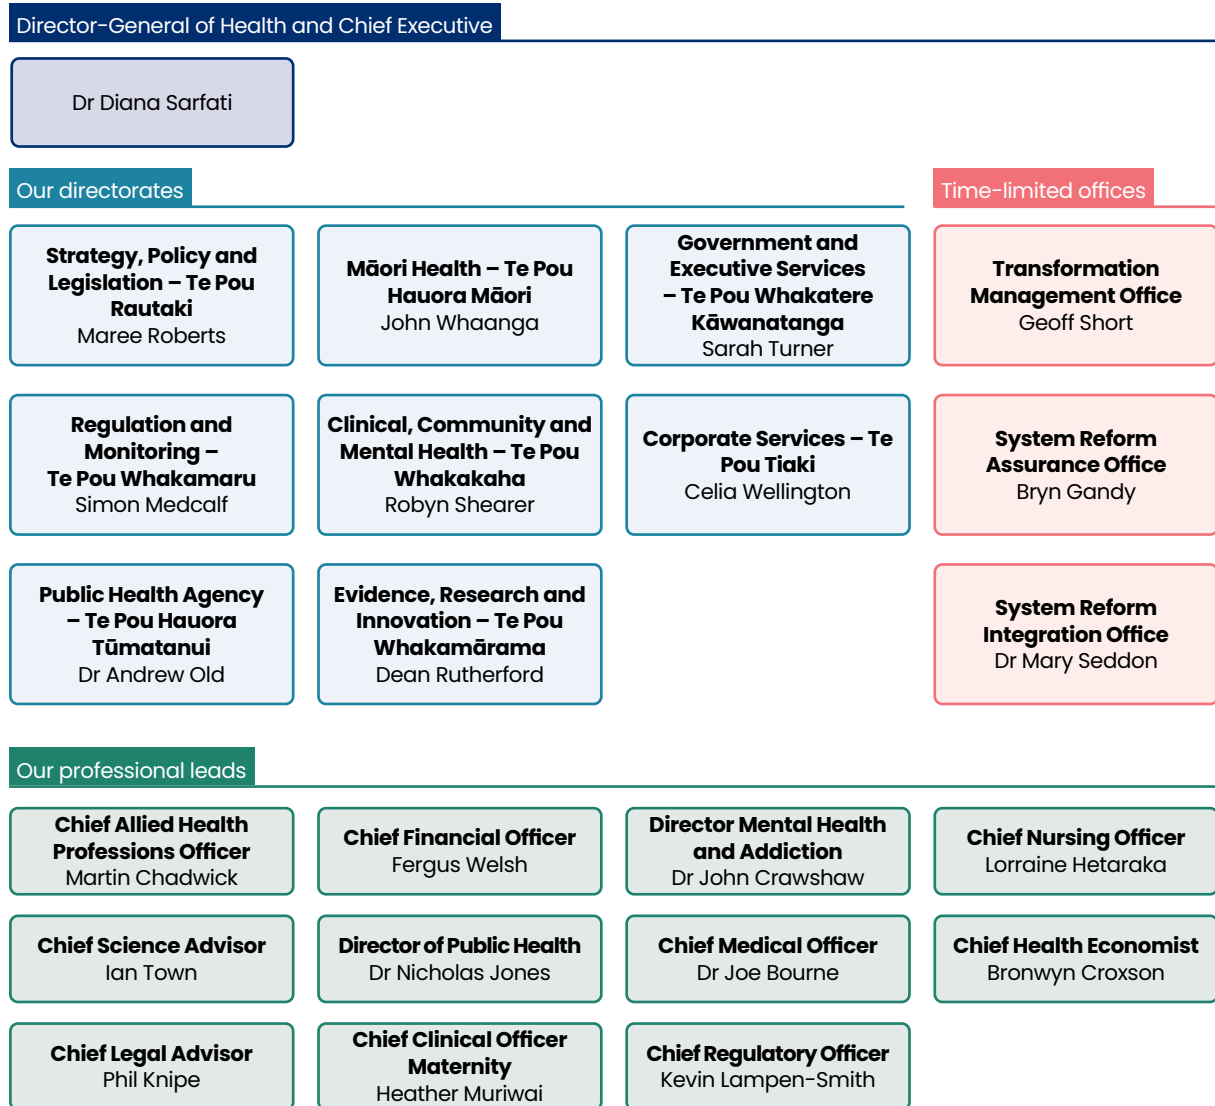 Director-General of Health and Chief Executive
Dr Diana Sarfati
Our directorates
Strategy, Policy and
Legislation – Te Pou
Rautaki
Maree Roberts
Māori Health – Te Pou
Hauora Māori
John Whaanga
Government and
Executive Services
– Te Pou Whakatere
Kāwanatanga
Sarah Turner
Regulation and
Monitoring –
Te Pou Whakamaru
Simon Medcalf
Clinical, Community and
Mental Health – Te Pou
Whakakaha
Robyn Shearer
Corporate Services – Te
Pou Tiaki
Celia Wellington
Public Health Agency
– Te Pou Hauora
Tūmatanui
Dr Andrew Old
Evidence, Research and
Innovation – Te Pou
Whakamārama
Dean Rutherford
Time-limited offices
Transformation
Management Office
Geoff Short
System Reform
Assurance Office
Bryn Gandy
System Reform
Integration Office
Dr Mary Seddon
Our professional leads
Chief Allied Health
Professions Officer
Martin Chadwick
Chief Financial Officer
Fergus Welsh
Director Mental Health
and Addiction
Dr John Crawshaw
Chief Nursing Officer
Lorraine Hetaraka
Chief Science Advisor
Ian Town
Director of Public Health
Dr Nicholas Jones
Chief Medical Officer
Dr Joe Bourne
Chief Health Economist
Bronwyn Croxson
Chief Legal Advisor
Phil Knipe
Chief Clinical Officer
Maternity
Heather Muriwai
Chief Regulatory Officer
Kevin Lampen-Smith